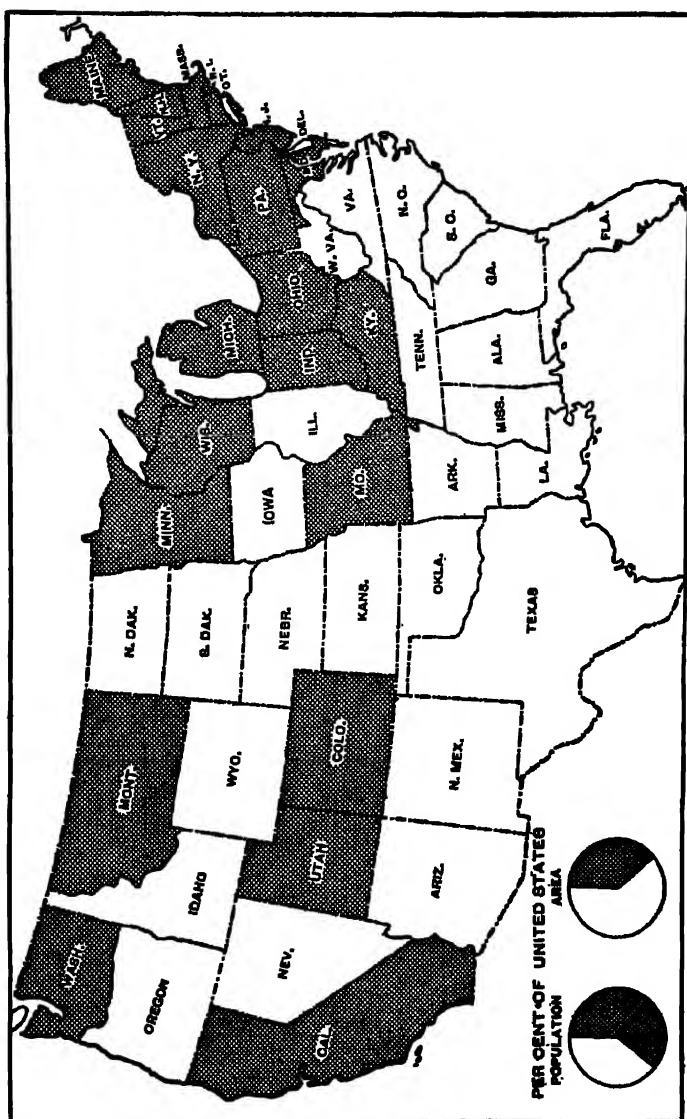 WASH.
OREGON
CAL.
NEV.
IDAHO
MONT.
WYO.
UTAH
COLO.
ARIZ.
N. MEX.
N. DAK.
S. DAK.
NEBR.
KANS.
OKLA.
TEXAS
MINN.
IOWA
MO.
ARK.
LA.
WIS.
ILL.
MICH.
IND.
OHIO
KY.
TENN.
MISS.
ALA.
GA.
FLA.
S. C.
N. C.
VA.
W. VA.
PA.
N.Y.
MAINE
MASS.
R. I.
CT.
DEL.
PER CENT OF UNITED STATES
POPULATION
AREA